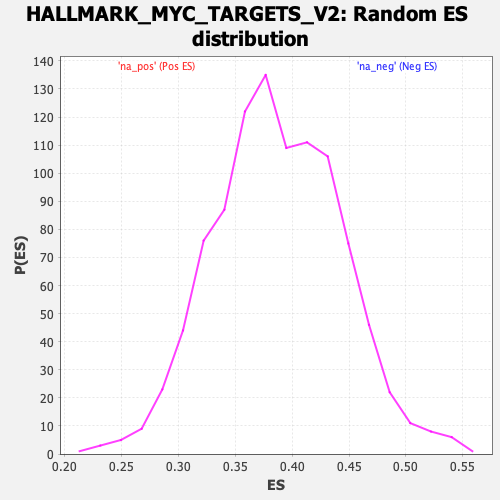 HALLMARK_MYC_TARGETS_V2: Random ES
distribution
'na_pos' (Pos ES) 'na_neg' (Neg ES)
140
130
120
110
100
90
80
70
60
50
40
30
20
10
0
P(ES)
0.20 0.25 0.30 0.35 0.40 0.45 0.50 0.55
ES